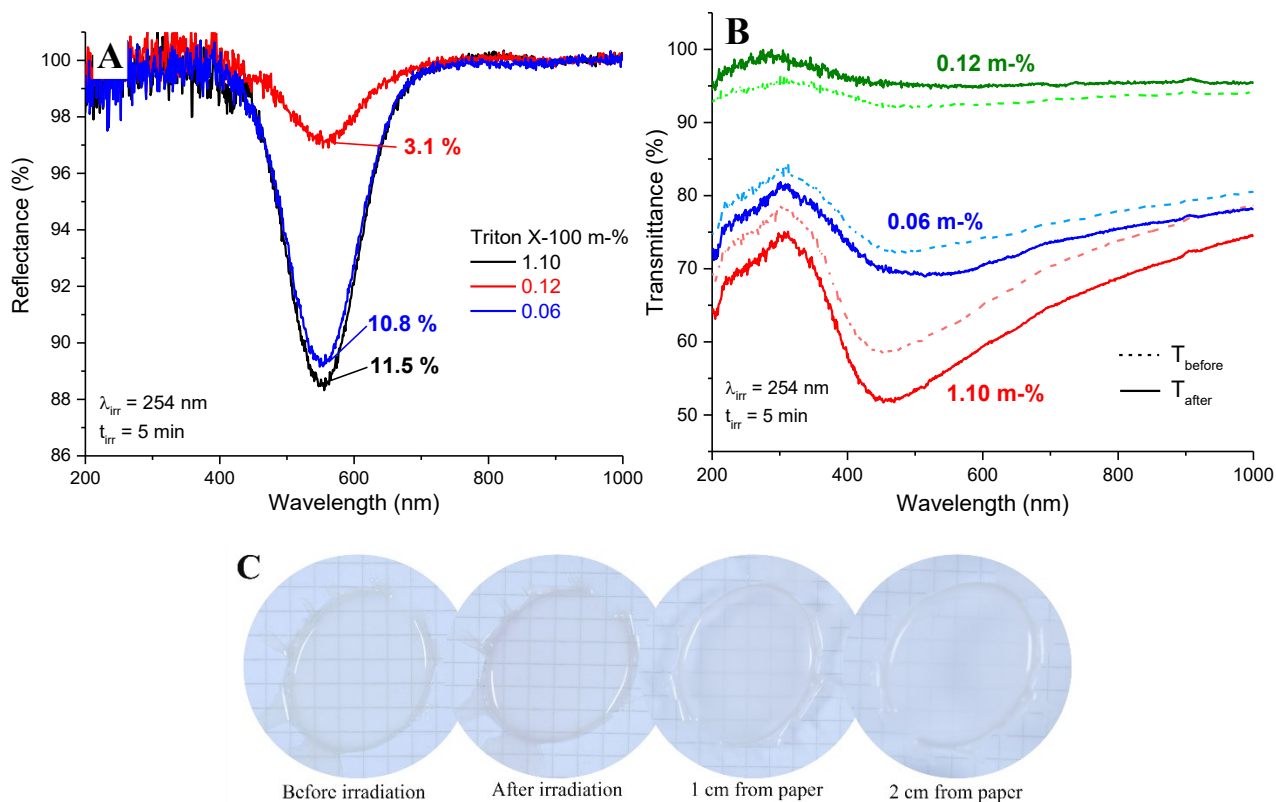 A
100
98
96
94
92
90
88
86
Reflectance (%)
3.1 %
Triton X-100 m-%
1.10
0.12
0.06
10.8 %
11.5 %
λirr = 254 nm
tirr = 5 min
200
400
600
800
1000
Wavelength (nm)
B
100
90
80
70
60
50
Transmittance (%)
0.12 m-%
0.06 m-%
1.10 m-%
Tbefore
Tafter
λirr = 254 nm
tirr = 5 min
200
400
600
800
1000
Wavelength (nm)
C
Before irradiation
After irradiation
1 cm from paper
2 cm from paper